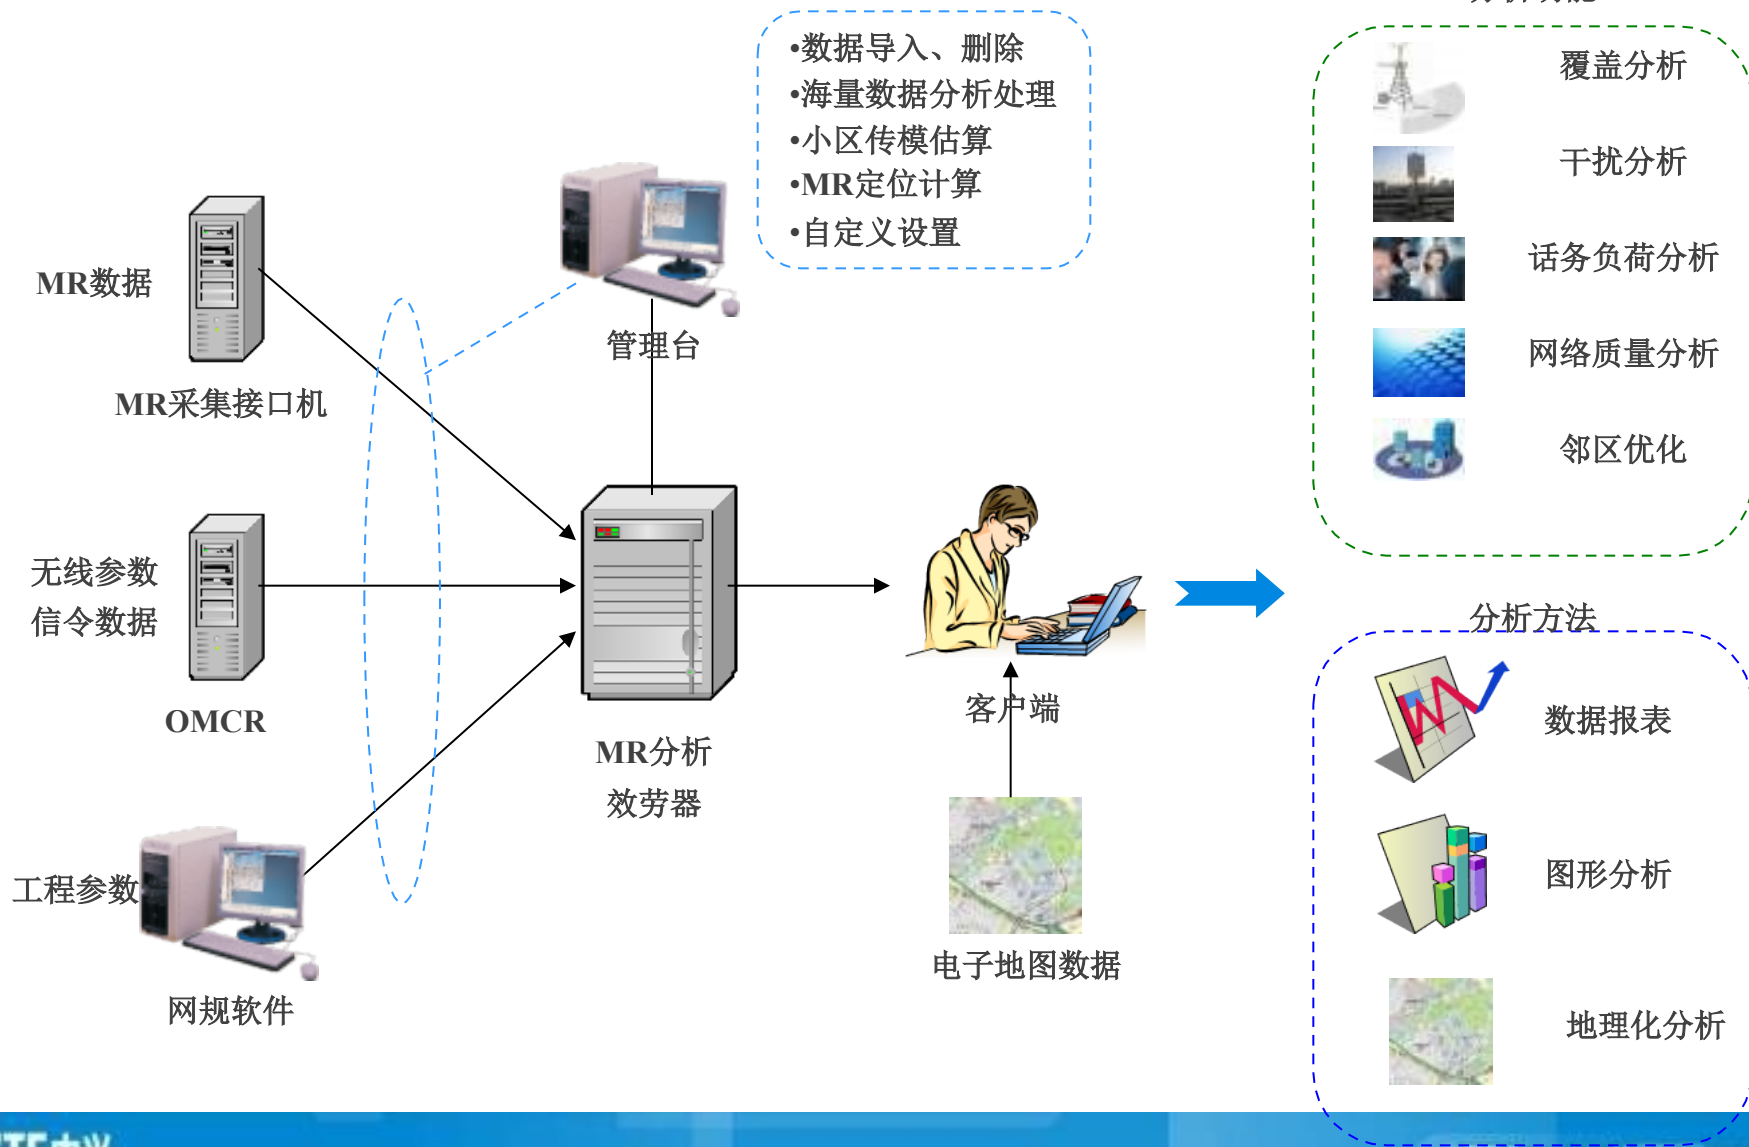 •数据导入、删除
•海量数据分析处理
•小区传模估算
•MR定位计算
•自定义设置
覆盖分析
干扰分析
话务负荷分析
网络质量分析
邻区优化
MR数据
MR采集接口机
管理台
无线参数
信令数据
OMCR
MR分析
效劳器
客户端
工程参数
网规软件
电子地图数据
分析方法
数据报表
图形分析
地理化分析